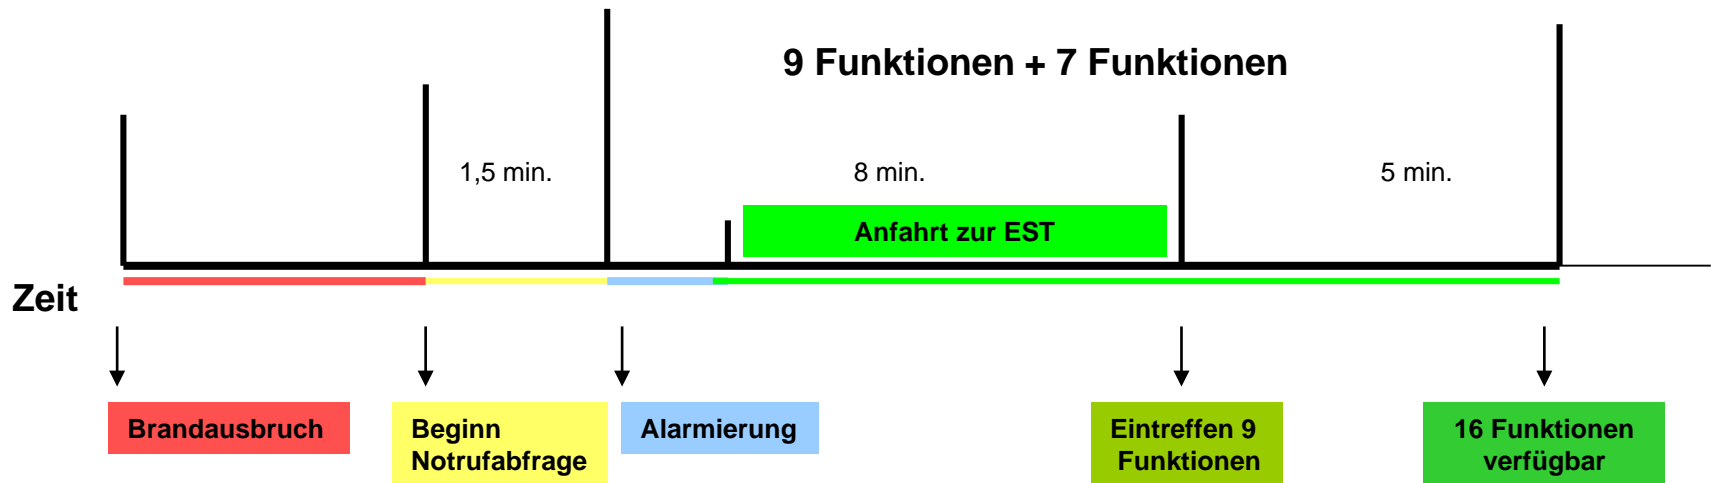 9 Funktionen + 7 Funktionen
1,5 min.
8 min.
5 min.
Anfahrt zur EST
Zeit
Brandausbruch
Beginn
Notrufabfrage
Alarmierung
Eintreffen 9
Funktionen
16 Funktionen
verfügbar